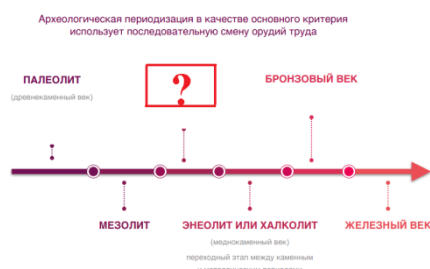 Археологическая периодизация в качестве основного критерия
использует последовательную смену орудий труда
ПАЛЕОЛИТ
(древнекаменный век)
?
БРОНЗОВЫЙ ВЕК
МЕЗОЛИТ
ЭНЕОЛИТ ИЛИ ХАЛКОЛИТ
(меднокаменный век)
переходный этап между каменным
ЖЕЛЕЗНЫЙ ВЕК